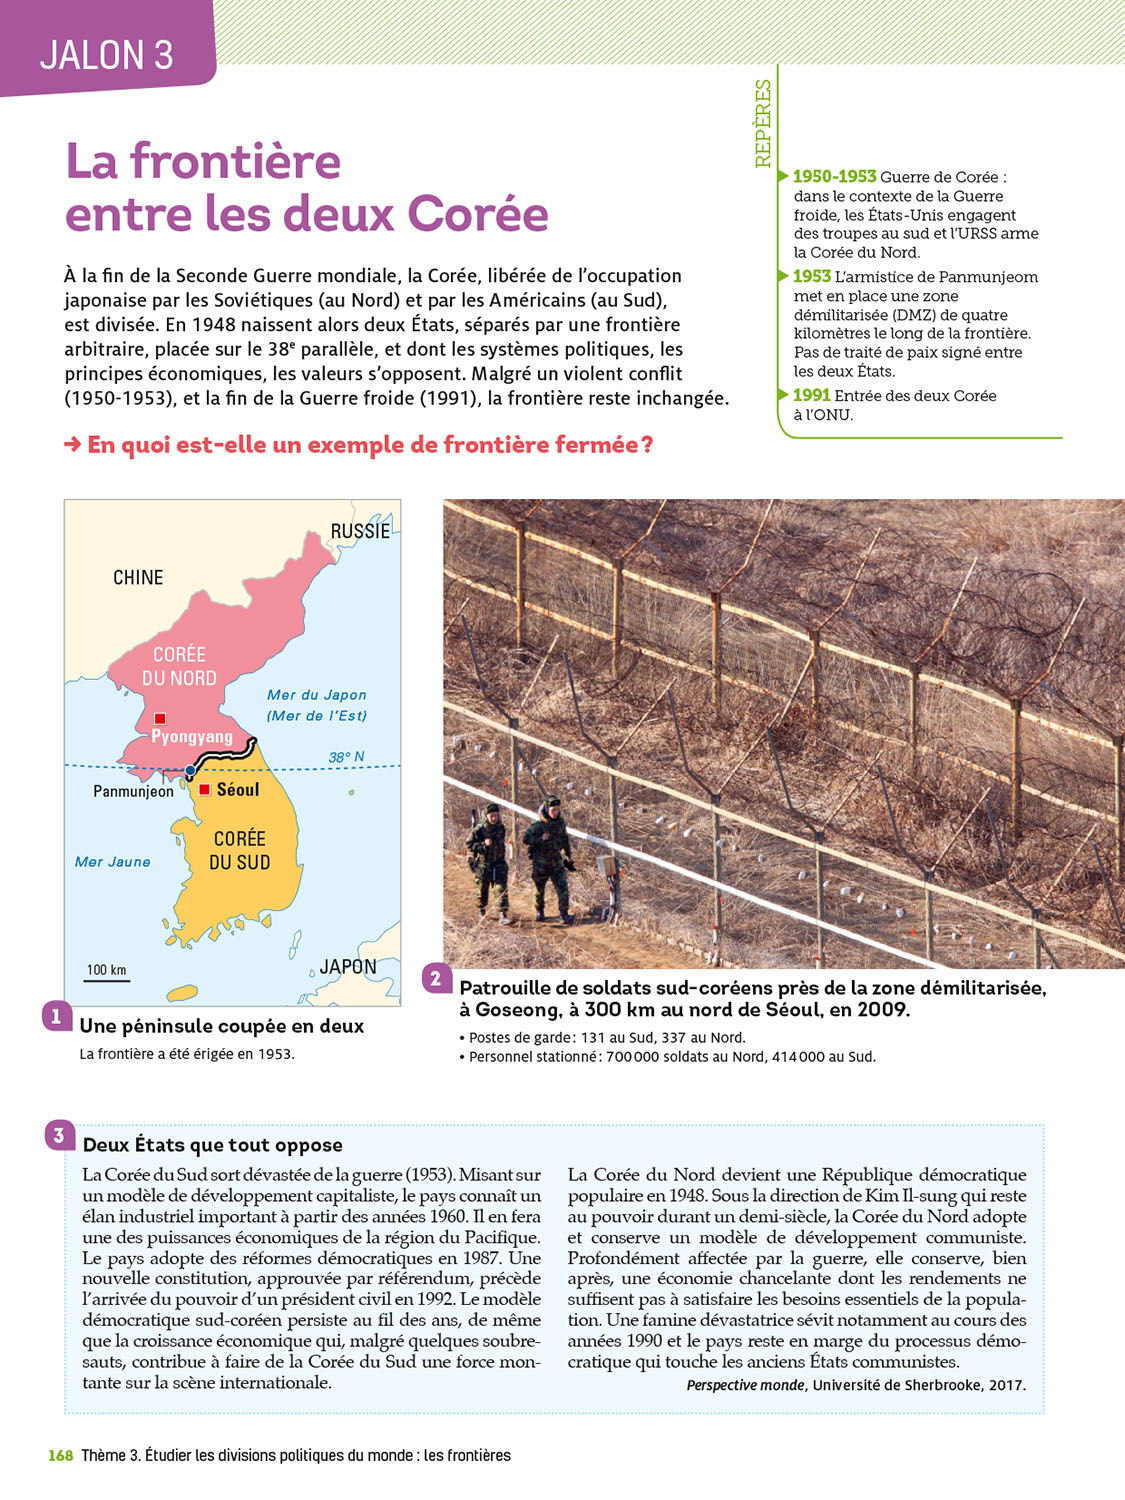 JALON 3
La frontière
entre les deux Corée
À la fin de la Seconde Guerre mondiale, la Corée, libérée de l'occupation
japonaise par les Soviétiques (au Nord) et par les Américains (au Sud),
est divisée. En 1948 naissent alors deux États, séparés par une frontière
arbitraire, placée sur le 38e parallèle, et dont les systèmes politiques, les
principes économiques, les valeurs s'opposent. Malgré un violent conflit
(1950-1953), et la fin de la Guerre froide (1991), la frontière reste inchangée.
→ En quoi est-elle un exemple de frontière fermée ?
REPÈRES
1950-1953 Guerre de Corée :
dans le contexte de la Guerre
froide, les États-Unis engagent
des troupes au sud et l'URSS arme
la Corée du Nord.
1953 L'armistice de Panmunjeom
met en place une zone
démilitarisée (DMZ) de quatre
kilomètres le long de la frontière.
Pas de traité de paix signé entre
les deux États.
1991 Entrée des deux Corée
à l'ONU.
RUSSIE
CHINE
CORÉE
DU NORD
Mer du Japon
(Mer de l'Est)
Pyongyang
38° N
Panmunjeon
Séoul
CORÉE
DU SUD
Mer Jaune
JAPON
100 km
1 Une péninsule coupée en deux
La frontière a été érigée en 1953.
2 Patrouille de soldats sud-coréens près de la zone démilitarisée,
à Goseong, à 300 km au nord de Séoul, en 2009.
• Postes de garde : 131 au Sud, 337 au Nord.
• Personnel stationné : 700 000 soldats au Nord, 414 000 au Sud.
3 Deux États que tout oppose
La Corée du Sud sort dévastée de la guerre (1953). Misant sur
un modèle de développement capitaliste, le pays connaît un
élan industriel important à partir des années 1960. Il en fera
une des puissances économiques de la région du Pacifique.
Le pays adopte des réformes démocratiques en 1987. Une
nouvelle constitution, approuvée par référendum, précède
l'arrivée du pouvoir d'un président civil en 1992. Le modèle
démocratique sud-coréen persiste au fil des ans, de même
que la croissance économique qui, malgré quelques soubre-
sauts, contribue à faire de la Corée du Sud une force mon-
tante sur la scène internationale.
La Corée du Nord devient une République démocratique
populaire en 1948. Sous la direction de Kim Il-sung qui reste
au pouvoir durant un demi-siècle, la Corée du Nord adopte
et conserve un modèle de développement communiste.
Profondément affectée par la guerre, elle conserve, bien
après, une économie chancelante dont les rendements ne
suffisent pas à satisfaire les besoins essentiels de la popula-
tion. Une famine dévastatrice sévit notamment au cours des
années 1990 et le pays reste en marge du processus démo-
cratique qui touche les anciens États communistes.
Perspective monde, Université de Sherbrooke, 2017.
168 Thème 3. Étudier les divisions politiques du monde : les frontières